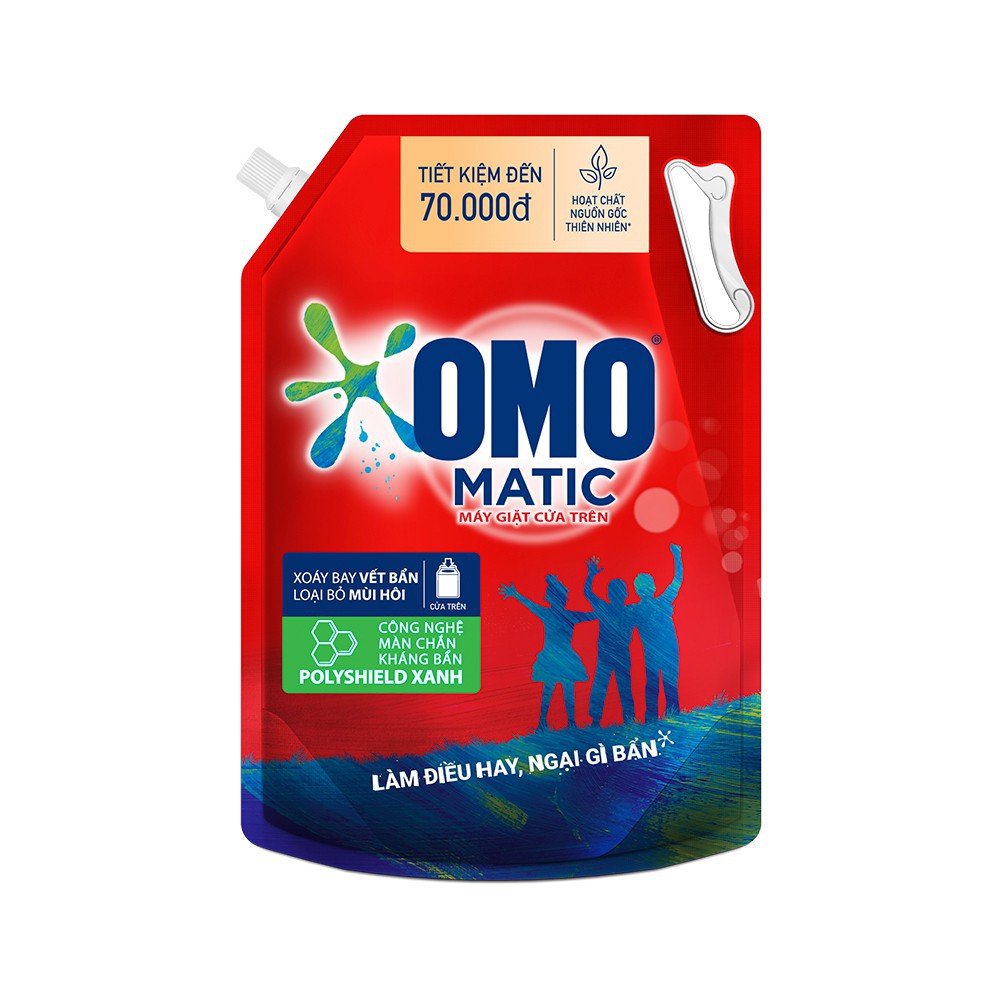 TIẾT KIỆM ĐẾN
70.000đ
HOẠT CHẤT
NGUỒN GỐC
THIÊN NHIÊN*
OMO®
MATIC
MÁY GIẶT CỬA TRÊN
XOÁY BAY VẾT BẨN
LOẠI BỎ MÙI HÔI
CỬA TRÊN
CÔNG NGHỆ
MÀN CHẮN
KHÁNG BẨN
POLYSHIELD XANH
LÀM ĐIỀU HAY, NGẠI GÌ BẨN